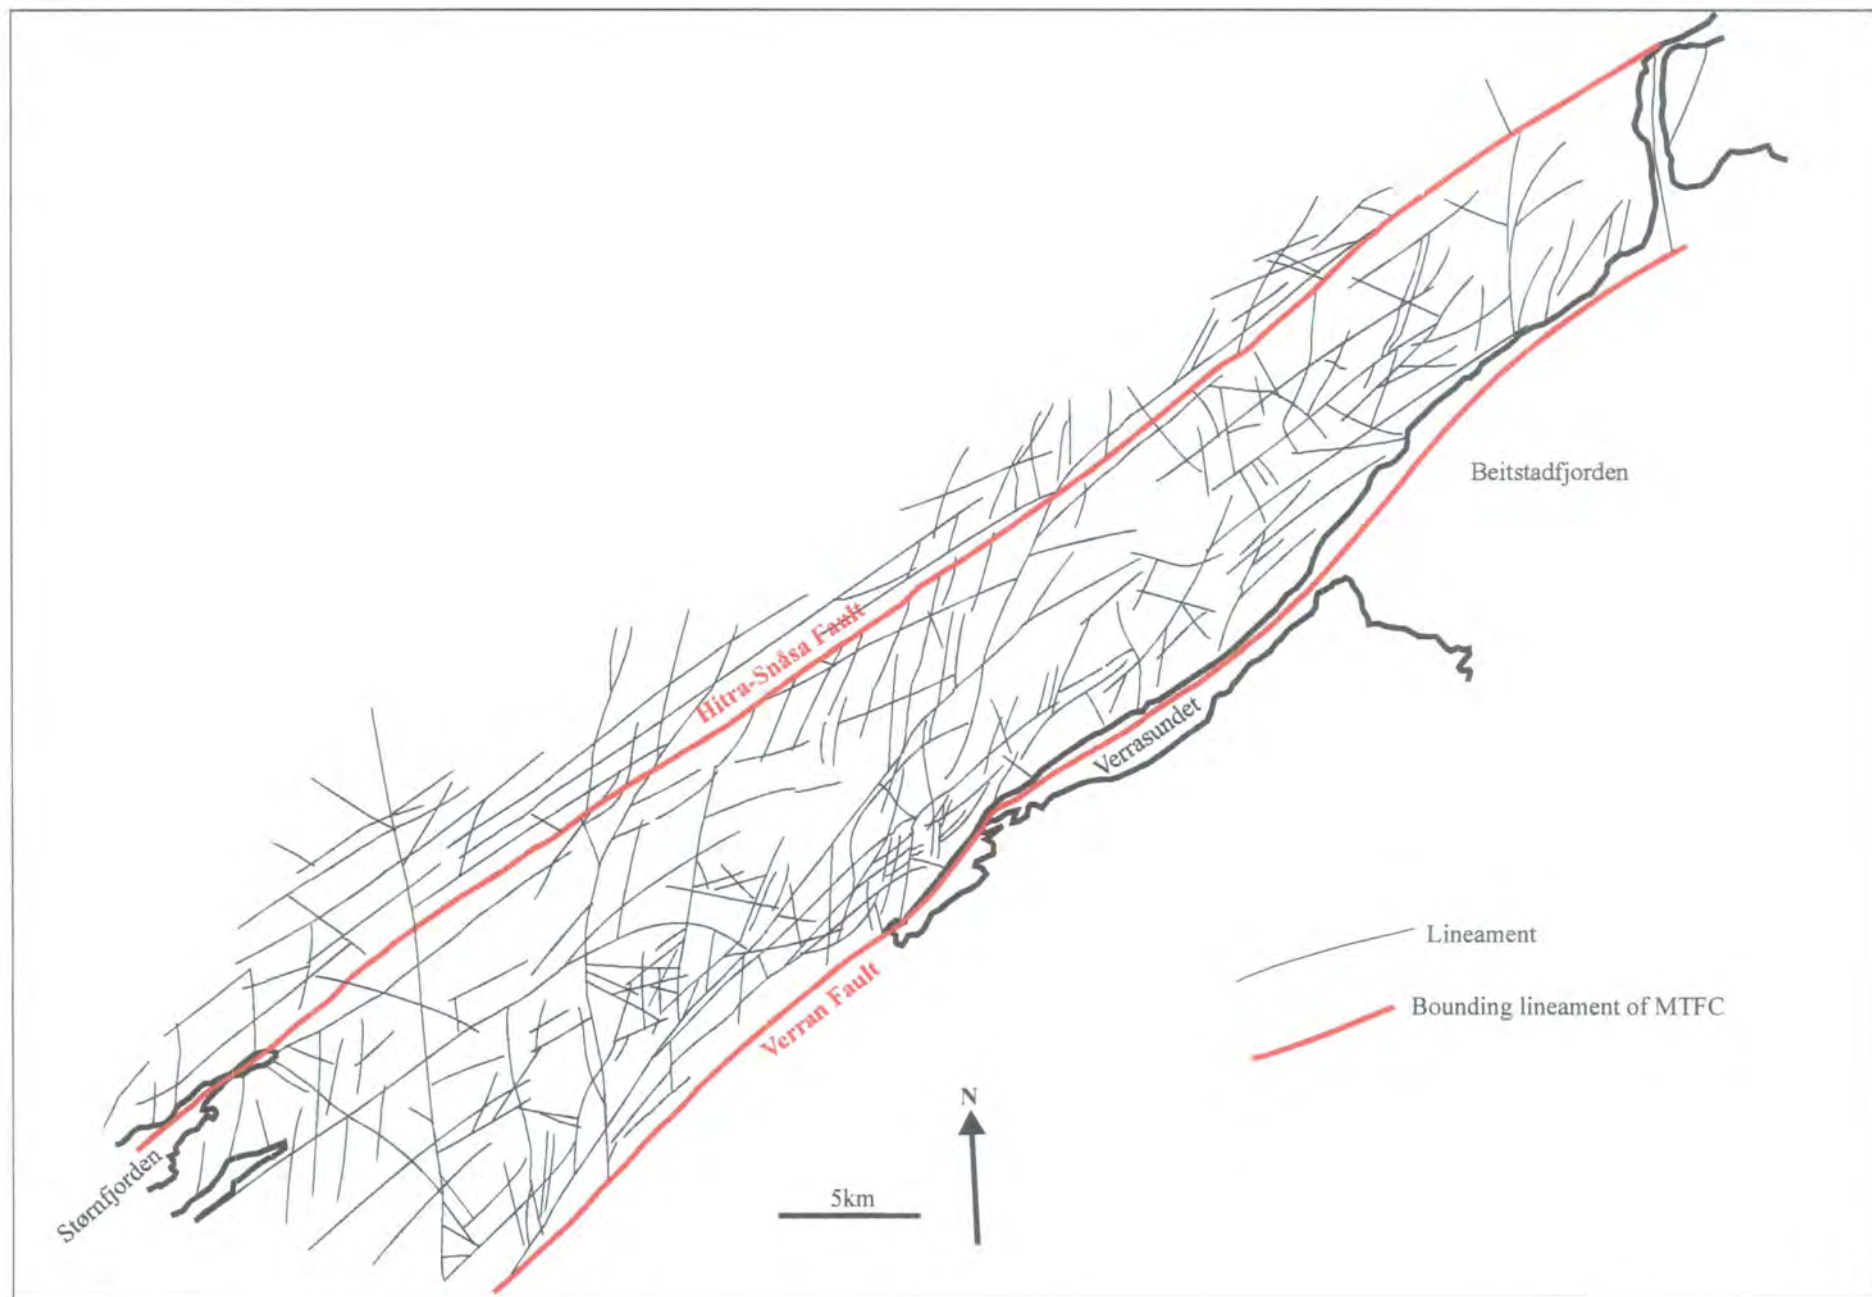 Hitra-Snåsa Fault
Beitstadfjorden
Verrasundet
Verran Fault
Størnfjorden
Lineament
Bounding lineament of MTFC
N
5km